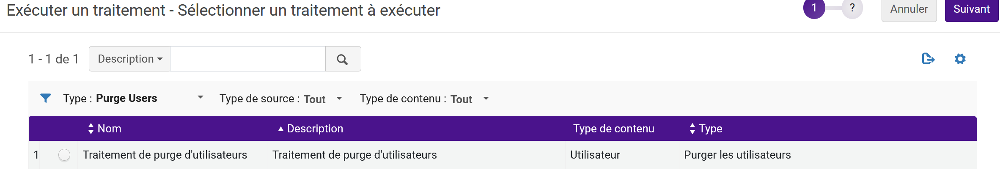 Exécuter un traitement - Sélectionner un traitement à exécuter 1 ? Annuler Suivant
1 - 1 de 1 Description
Type : Purge Users Type de source : Tout Type de contenu : Tout
Nom Description Type de contenu Type
1 Traitement de purge d'utilisateurs Traitement de purge d'utilisateurs Utilisateur Purger les utilisateurs